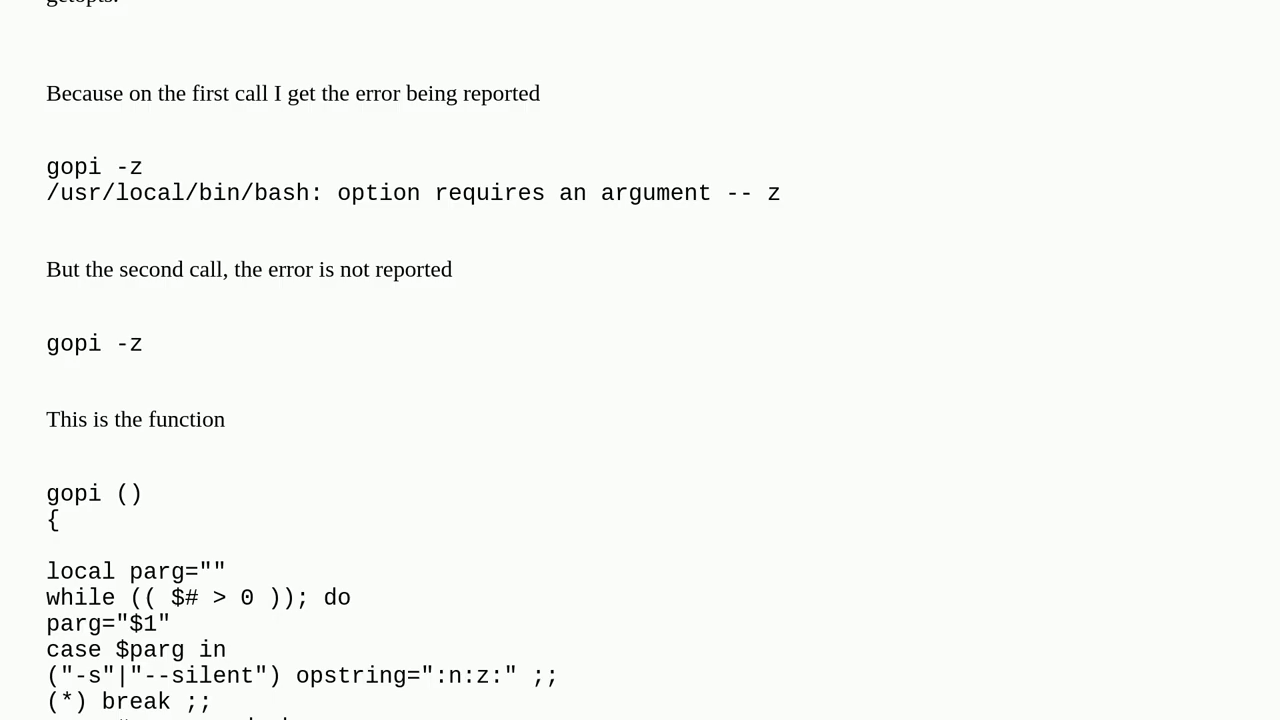 getopts.
Because on the first call I get the error being reported
gopi -z
/usr/local/bin/bash: option requires an argument -- z
But the second call, the error is not reported
gopi -z
This is the function
gopi ()
{
local parg=""
while (( $# > 0 )); do
parg="$1"
case $parg in
("-s"|"--silent") opstring=":n:z:" ;;
(*) break ;;